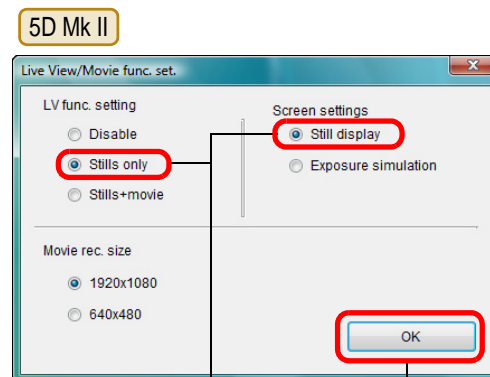 5D Mk II
Live View/Movie func. set.
LV func. setting
Disable
Stills only
Stills+movie
Screen settings
Still display
Exposure simulation
Movie rec. size
1920x1080
640x480
OK